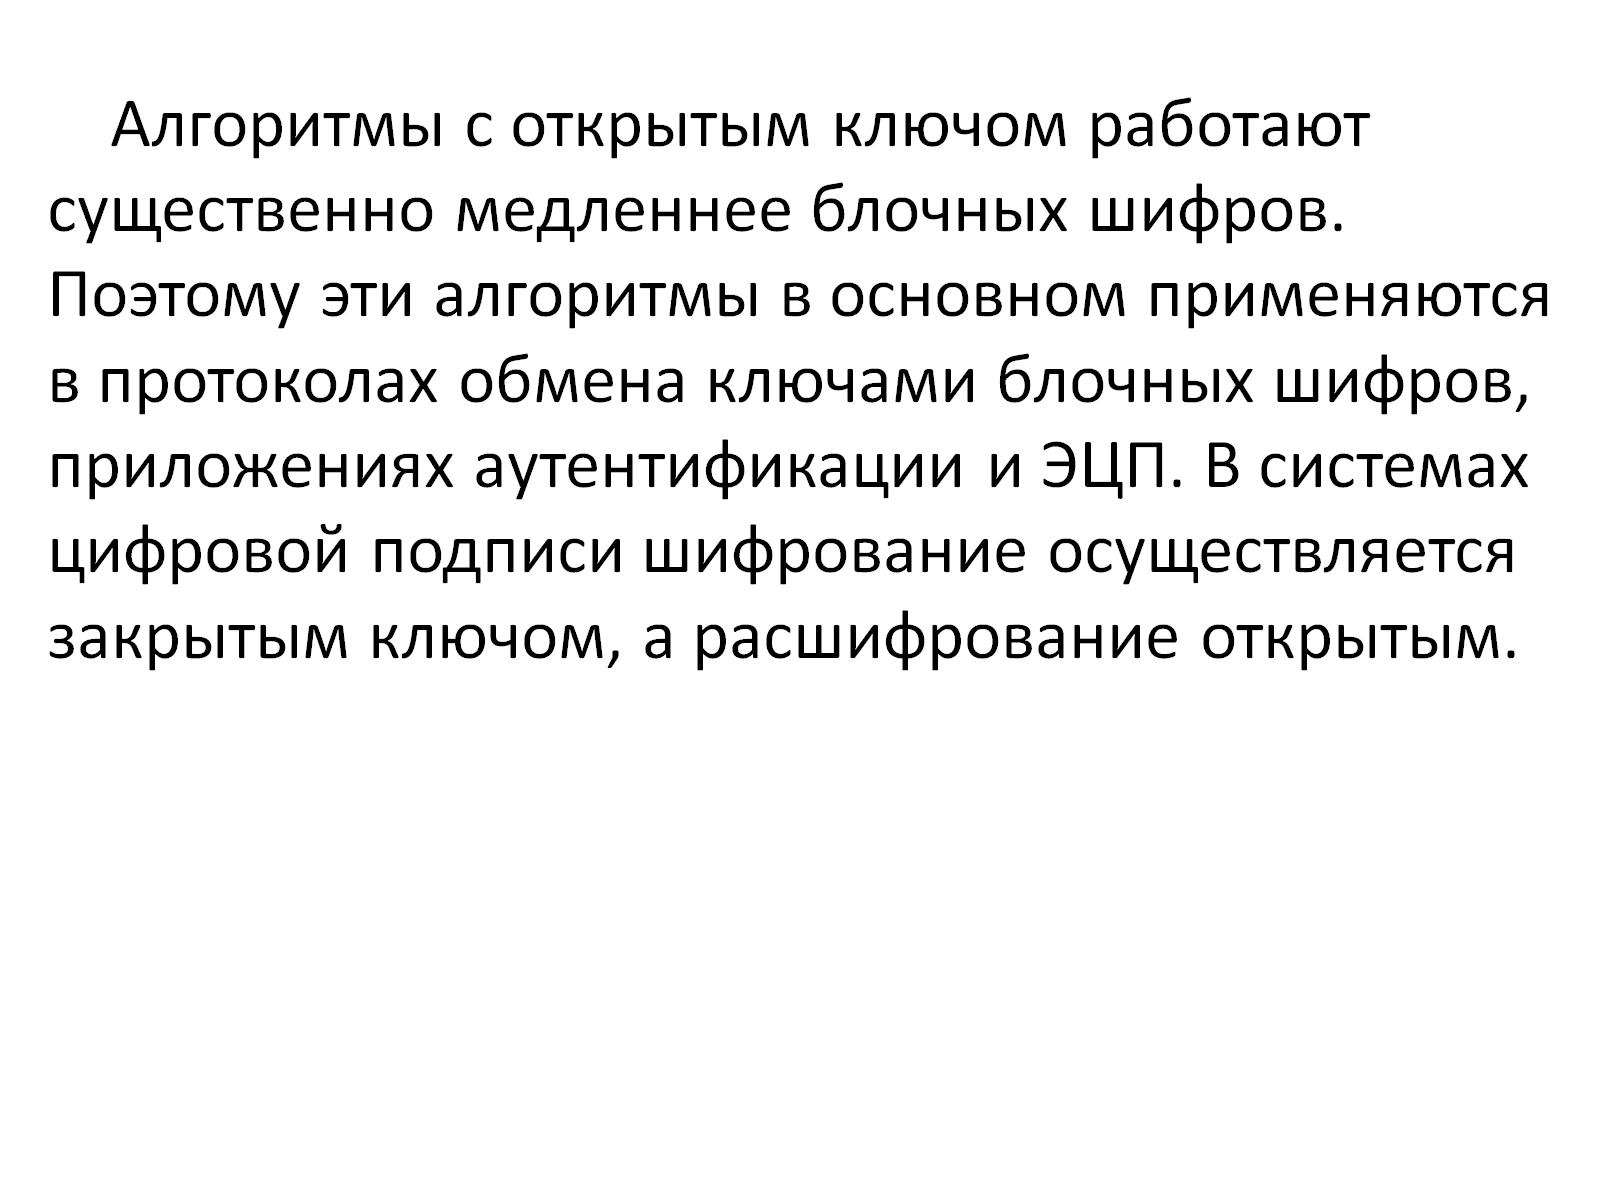 Алгоритмы с открытым ключом работают
существенно медленнее блочных шифров.
Поэтому эти алгоритмы в основном применяются
в протоколах обмена ключами блочных шифров,
приложениях аутентификации и ЭЦП. В системах
цифровой подписи шифрование осуществляется
закрытым ключом, а расшифрование открытым.